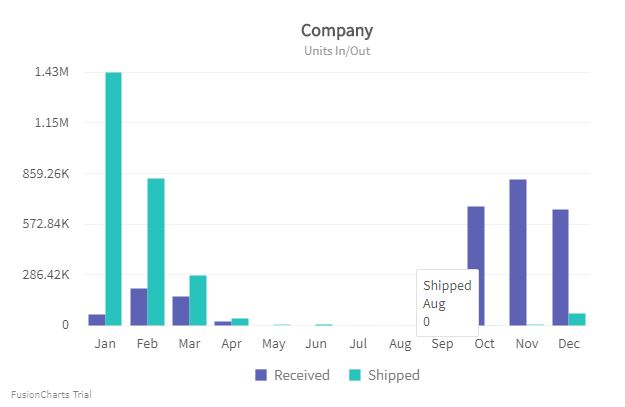 Company
Units In/Out
1.43M
1.15M
859.26K
572.84K
286.42K
0
Shipped
Aug
0
Jan Feb Mar Apr May Jun Jul Aug Sep Oct Nov Dec
Received Shipped
FusionCharts Trial